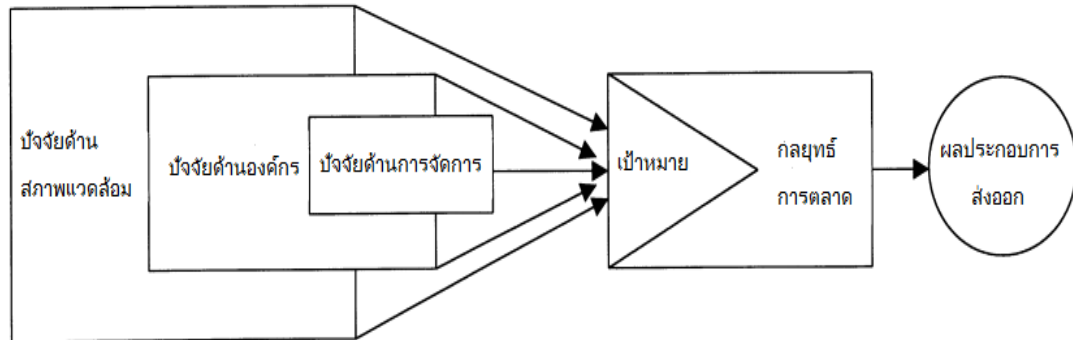 ปัจจัยด้าน
สภาพแวดล้อม
ปัจจัยด้านองค์กร
ปัจจัยด้านการจัดการ
เป้าหมาย
กลยุทธ์
การตลาด
ผลประกอบการ
ส่งออก